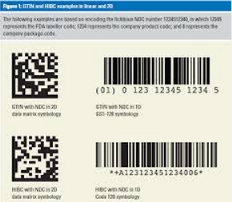 Figure 1: GTIN and HIBC examples in linear and 2D
The following examples are based on encoding the fictitious NDC number 1234512345, in which 12345
represents the FDA labeller code; 1234 represents the company product code; and 5 represents the
company package code.
GTIN with NDC in 2D
data matrix symbology
(01) 0 123 12345 1234 5
GTIN with NDC in 1D
GS1-128 symbology
HIBC with NDC in 2D
data matrix symbology
*+A123123451234006*
HIBC with NDC in 1D
Code 128 symbology